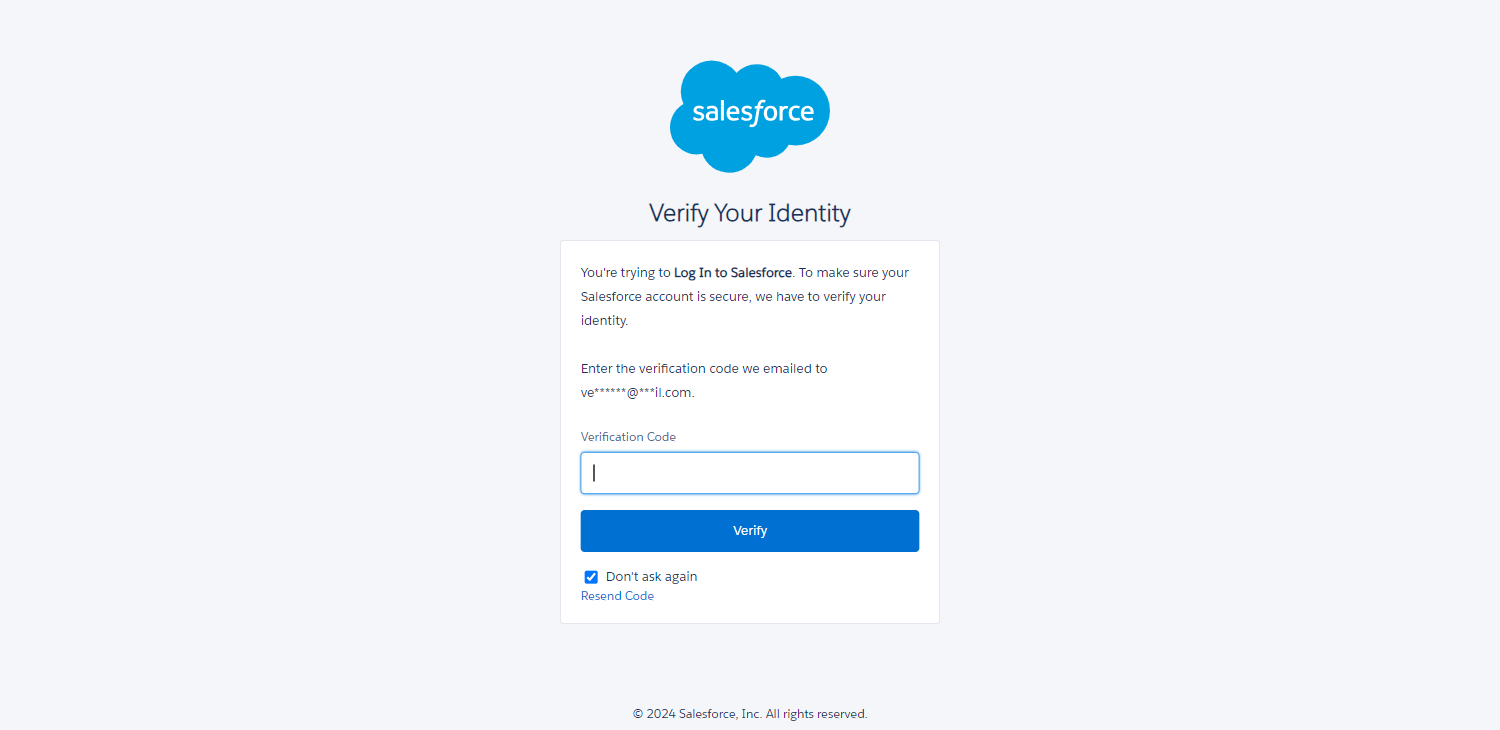 salesforce
Verify Your Identity
You're trying to Log In to Salesforce. To make sure your
Salesforce account is secure, we have to verify your
identity.
Enter the verification code we emailed to
ve******@***il.com.
Verification Code
Verify
Don't ask again
Resend Code
© 2024 Salesforce, Inc. All rights reserved.